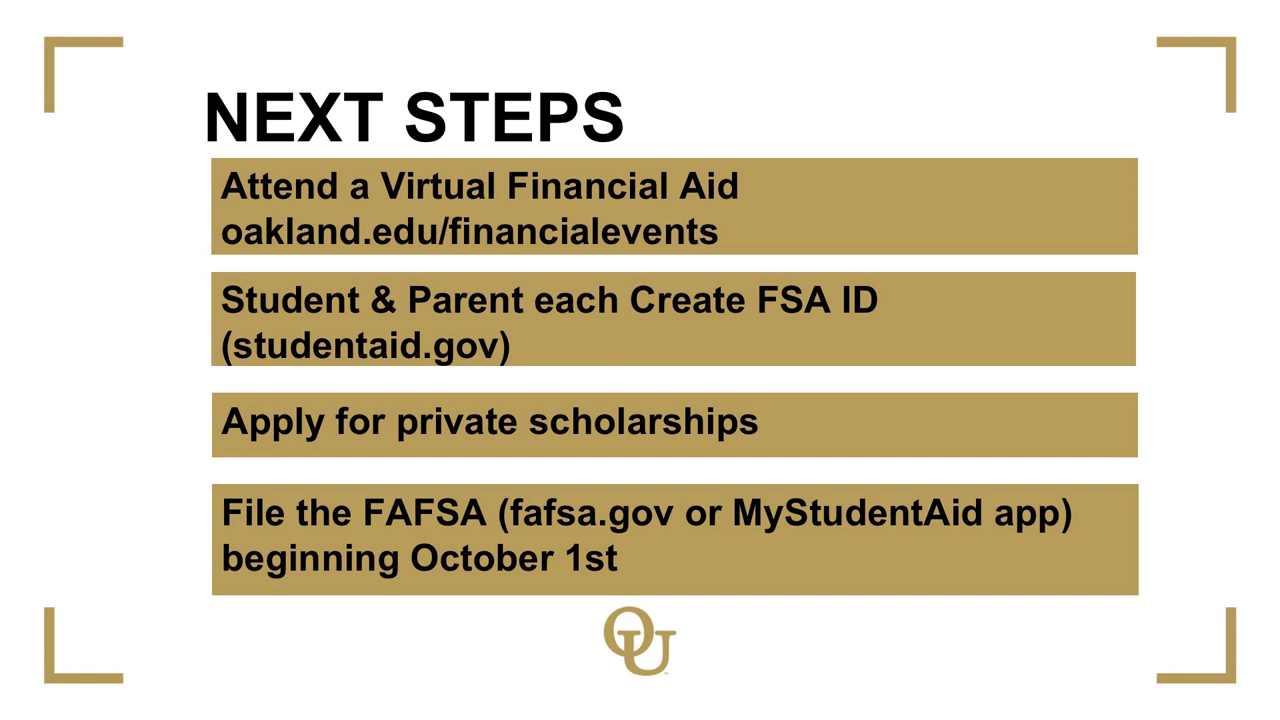 NEXT STEPS
Attend a Virtual Financial Aid
oakland.edu/financialevents
Student & Parent each Create FSA ID
(studentaid.gov)
Apply for private scholarships
File the FAFSA (fafsa.gov or MyStudentAid app)
beginning October 1st
OU